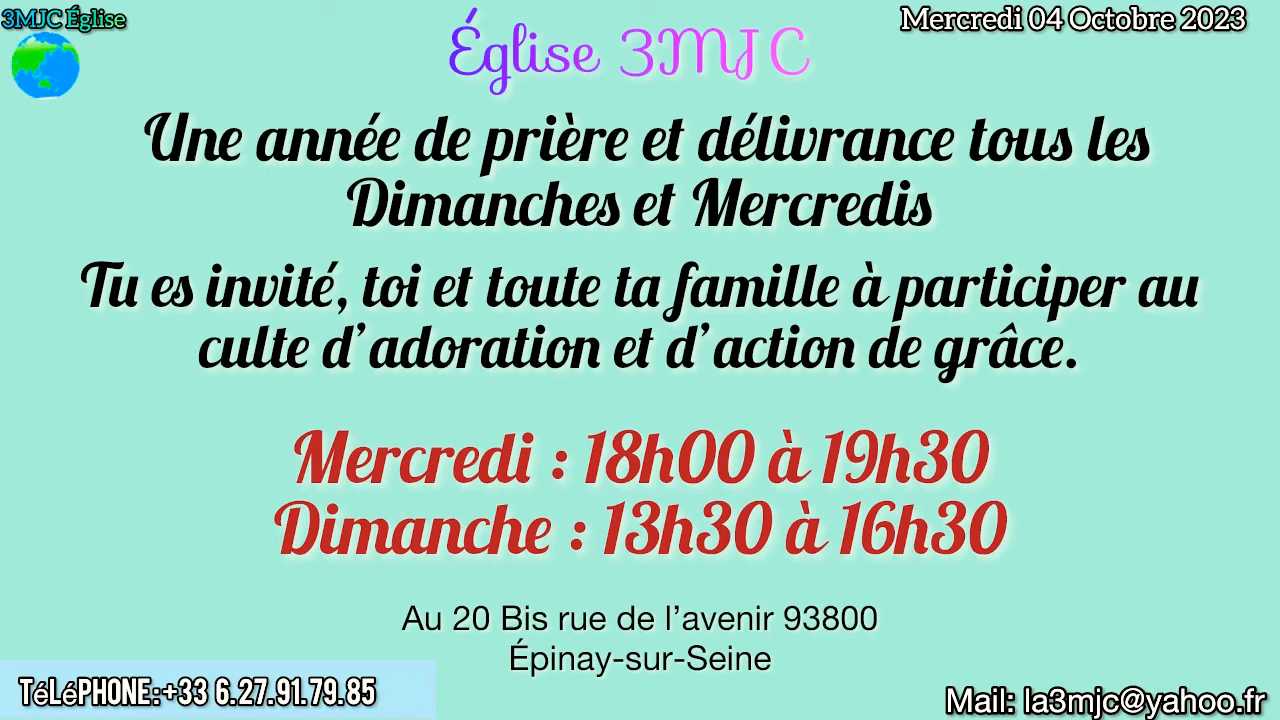 3MJC Église
Mercredi 04 Octobre 2023
Église 3MJC
Une année de prière et délivrance tous les
Dimanches et Mercredis
Tu es invité, toi et toute ta famille à participer au
culte d’adoration et d’action de grâce.
Mercredi : 18h00 à 19h30
Dimanche : 13h30 à 16h30
Au 20 Bis rue de l’avenir 93800
Épinay-sur-Seine
TéLéPHONE:+33 6.27.91.79.85
Mail: la3mjc@yahoo.fr